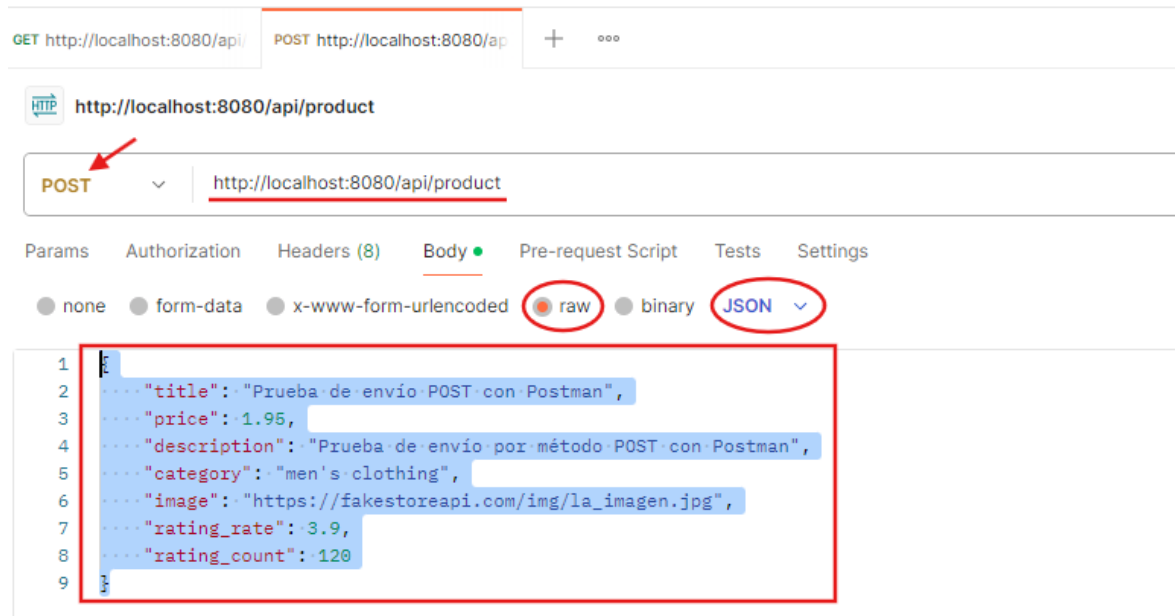 GET http://localhost:8080/api/
POST http://localhost:8080/ap
HTTP http://localhost:8080/api/product
POST http://localhost:8080/api/product
Params Authorization Headers (8) Body Pre-request Script Tests Settings
none form-data x-www-form-urlencoded raw binary JSON
1 {
2 "title": "Prueba de envío POST con Postman",
3 "price": 1.95,
4 "description": "Prueba de envío por método POST con Postman",
5 "category": "men's clothing",
6 "image": "https://fakestoreapi.com/img/la_imagen.jpg",
7 "rating_rate": 3.9,
8 "rating_count": 120
9 }